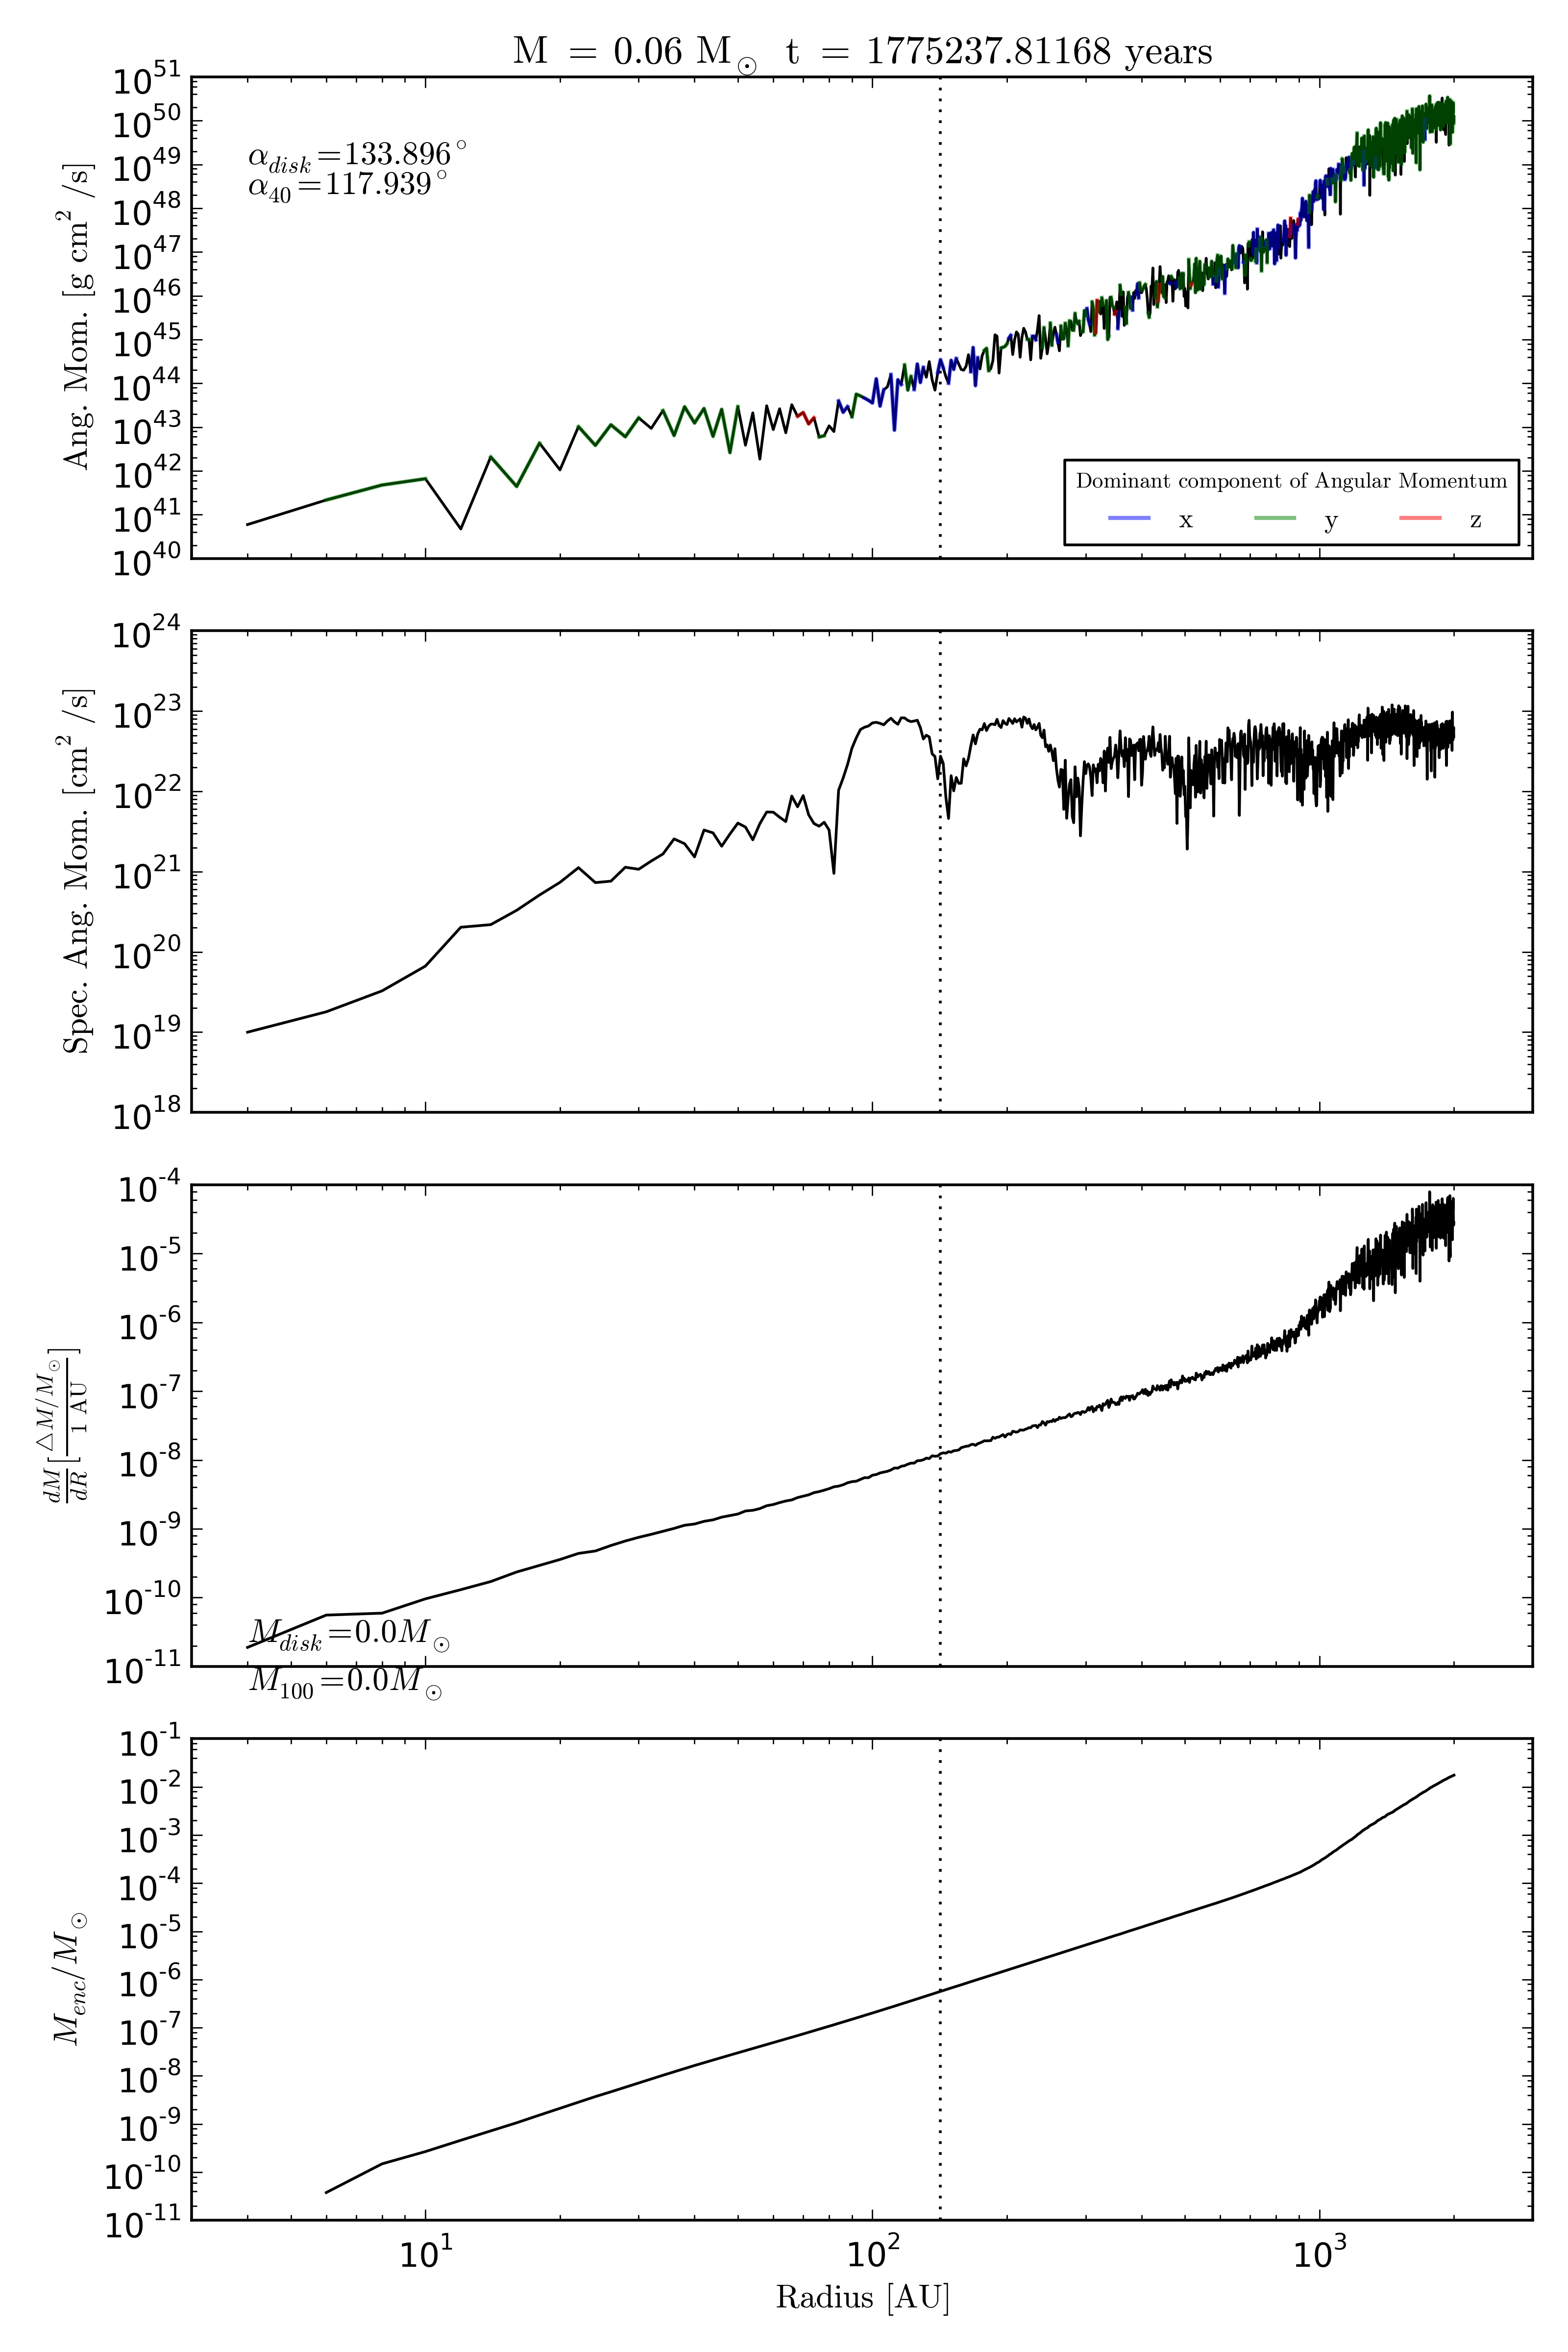 M = 0.06 M⊙ t = 1775237.81168 years
10^51
10^50
10^49
10^48
10^47
10^46
10^45
10^44
10^43
10^42
10^41
10^40
Ang. Mom. [g cm^2 /s]
α_disk=133.896°
α_40=117.939°
Dominant component of Angular Momentum
x y z
10^24
10^23
10^22
10^21
10^20
10^19
10^18
Spec. Ang. Mom. [cm^2 /s]
10^-4
10^-5
10^-6
10^-7
10^-8
10^-9
10^-10
10^-11
dM/dR [△M/M⊙ / 1 AU]
M_disk=0.0M⊙
M_100=0.0M⊙
10^-1
10^-2
10^-3
10^-4
10^-5
10^-6
10^-7
10^-8
10^-9
10^-10
10^-11
M_enc/M⊙
10^1 10^2 10^3
Radius [AU]